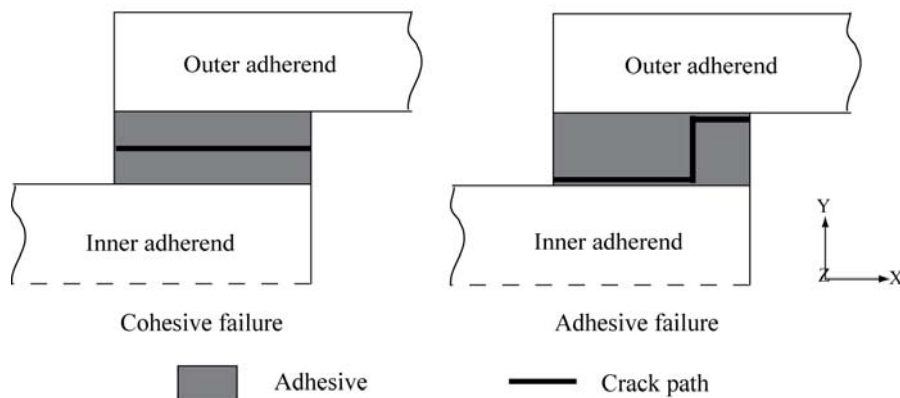 Outer adherend
Inner adherend
Cohesive failure
Outer adherend
Inner adherend
Adhesive failure
Y
Z
X
Adhesive
Crack path